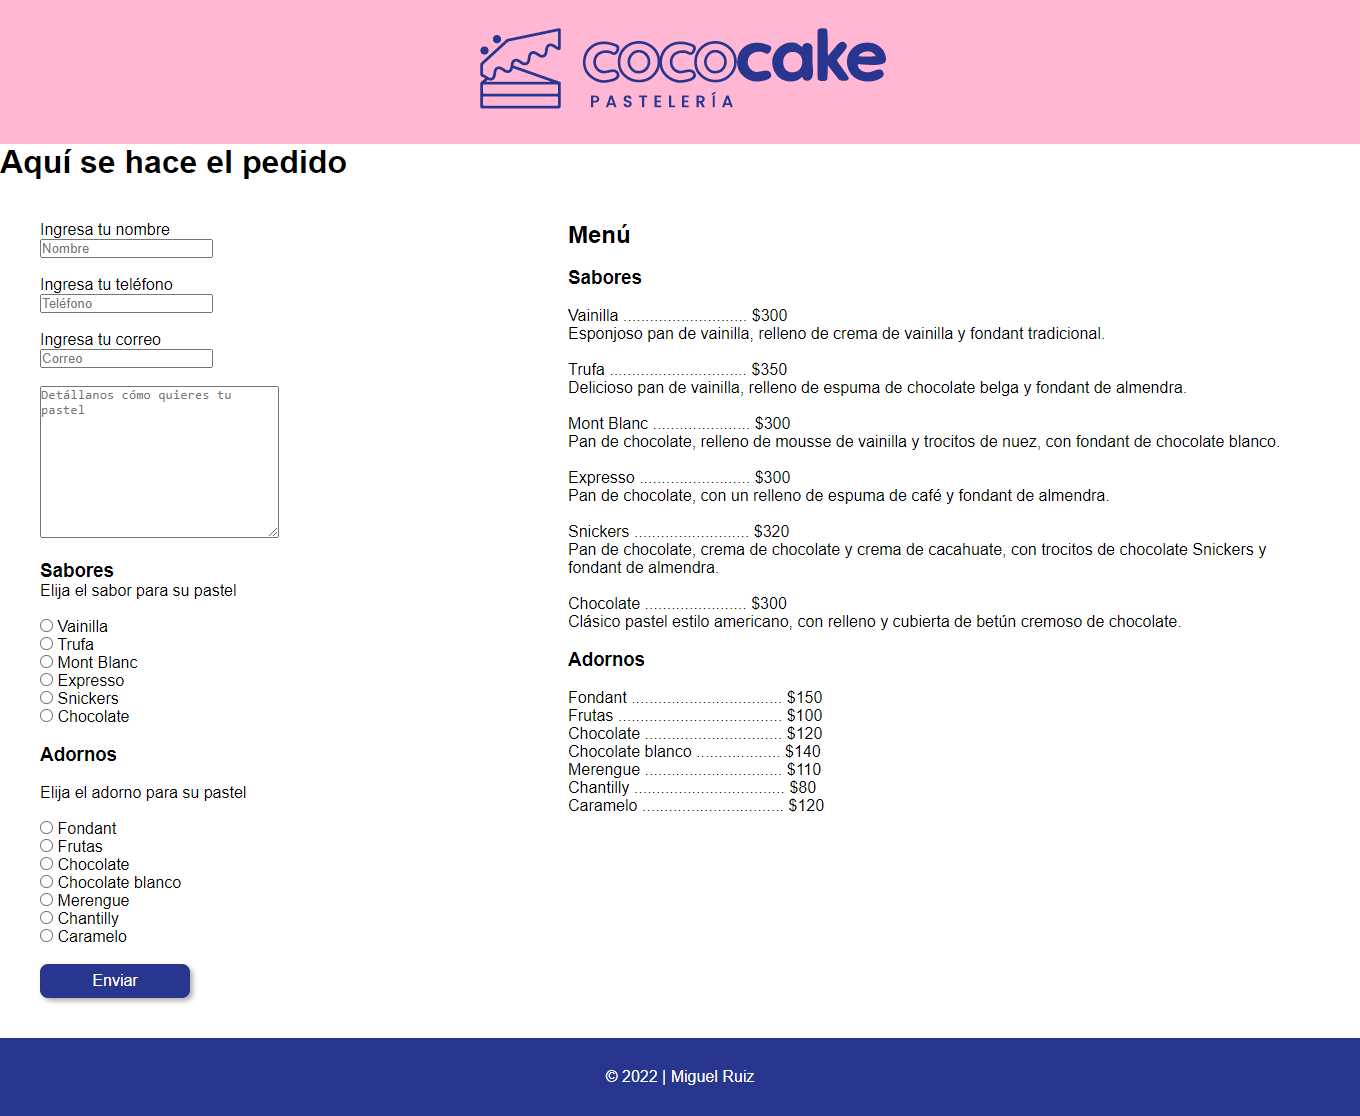 cococake
PASTELERÍA
Aquí se hace el pedido
Ingresa tu nombre
Nombre
Ingresa tu teléfono
Teléfono
Ingresa tu correo
Correo
Detállanos cómo quieres tu
pastel
Sabores
Elija el sabor para su pastel
Vainilla
Trufa
Mont Blanc
Expresso
Snickers
Chocolate
Adornos
Elija el adorno para su pastel
Fondant
Frutas
Chocolate
Chocolate blanco
Merengue
Chantilly
Caramelo
Enviar
Menú
Sabores
Vainilla ............................ $300
Esponjoso pan de vainilla, relleno de crema de vainilla y fondant tradicional.
Trufa ............................... $350
Delicioso pan de vainilla, relleno de espuma de chocolate belga y fondant de almendra.
Mont Blanc ...................... $300
Pan de chocolate, relleno de mousse de vainilla y trocitos de nuez, con fondant de chocolate blanco.
Expresso ......................... $300
Pan de chocolate, con un relleno de espuma de café y fondant de almendra.
Snickers .......................... $320
Pan de chocolate, crema de chocolate y crema de cacahuate, con trocitos de chocolate Snickers y
fondant de almendra.
Chocolate ....................... $300
Clásico pastel estilo americano, con relleno y cubierta de betún cremoso de chocolate.
Adornos
Fondant .................................. $150
Frutas ..................................... $100
Chocolate ............................... $120
Chocolate blanco ................... $140
Merengue ............................... $110
Chantilly .................................. $80
Caramelo ................................ $120
© 2022 | Miguel Ruiz